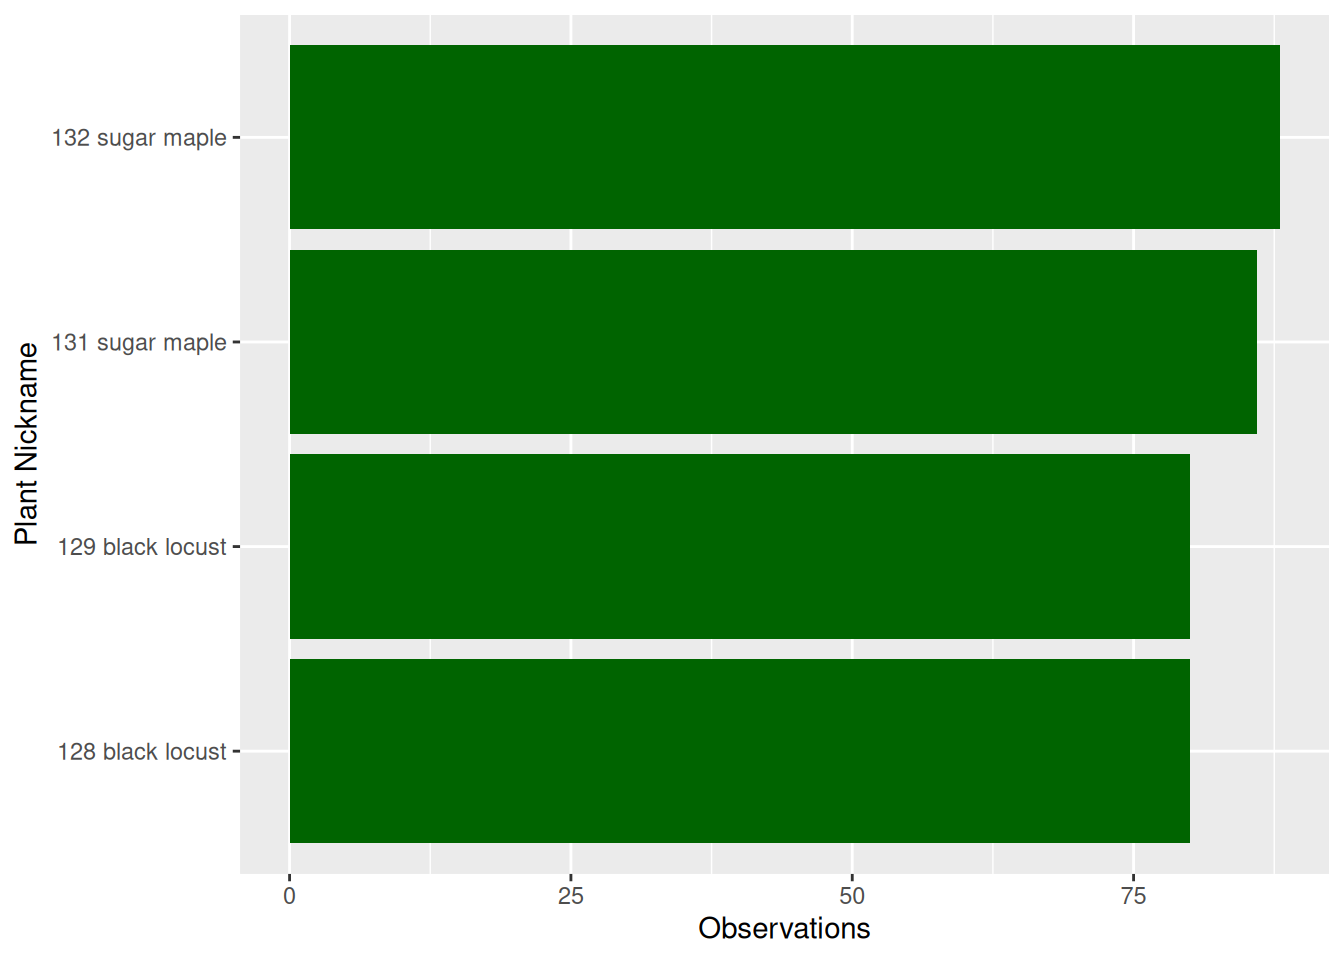 132 sugar maple
131 sugar maple
129 black locust
128 black locust
Plant Nickname
0 25 50 75
Observations